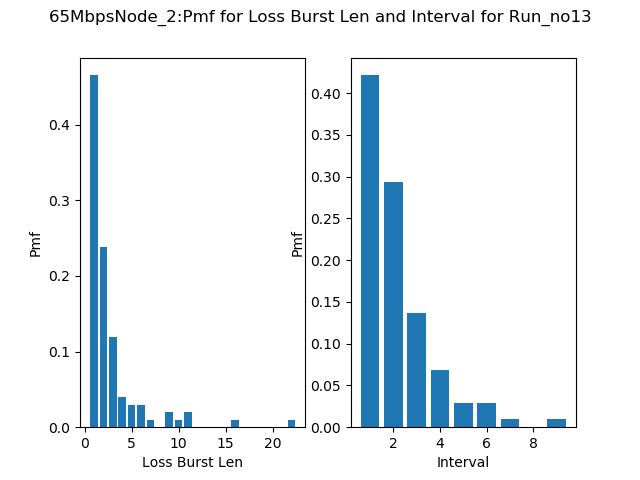 65MbpsNode_2:Pmf for Loss Burst Len and Interval for Run_no13
Pmf
0.4
0.3
0.2
0.1
0.0
0 5 10 15 20
Loss Burst Len
Pmf
0.40
0.35
0.30
0.25
0.20
0.15
0.10
0.05
0.00
2 4 6 8
Interval